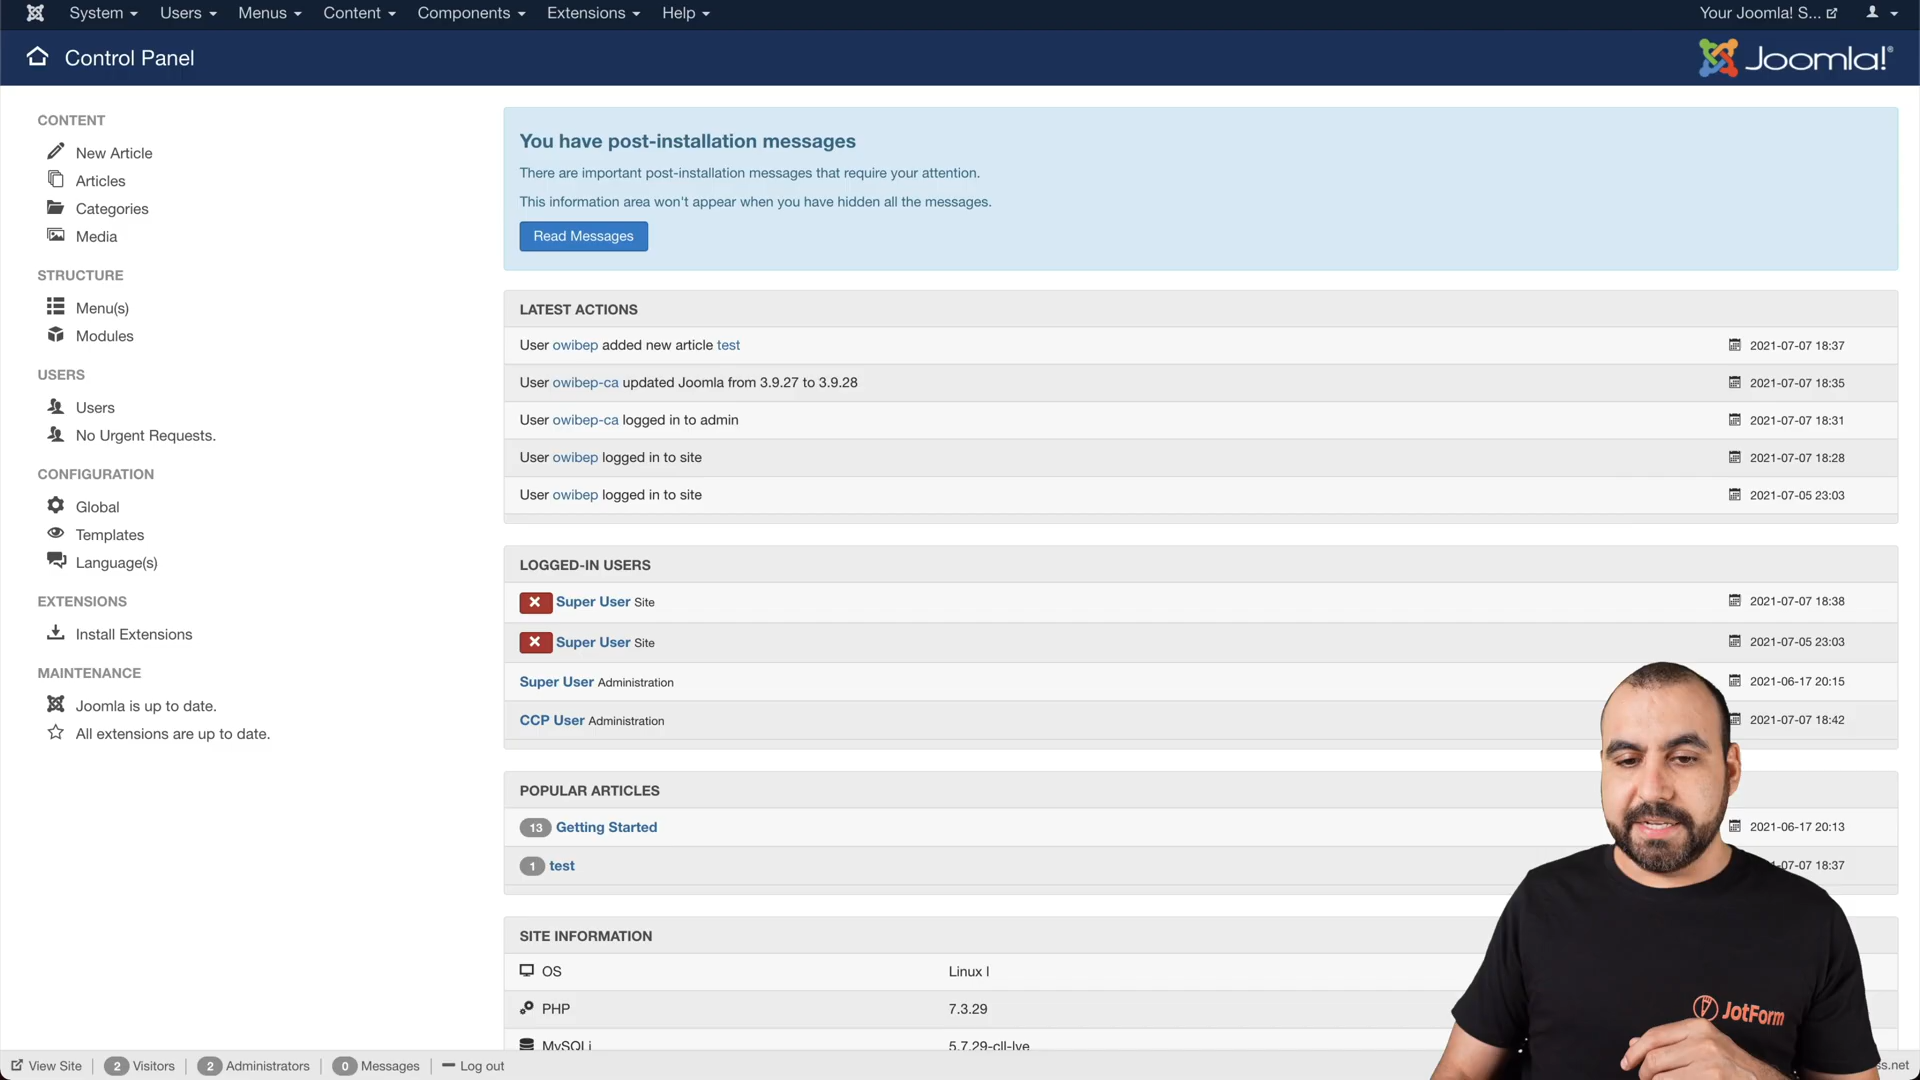 System Users Menus Content Components Extensions Help Your Joomla! S...
Control Panel Joomla!®
CONTENT
New Article
Articles
Categories
Media
STRUCTURE
Menu(s)
Modules
USERS
Users
No Urgent Requests.
CONFIGURATION
Global
Templates
Language(s)
EXTENSIONS
Install Extensions
MAINTENANCE
Joomla is up to date.
All extensions are up to date.
You have post-installation messages
There are important post-installation messages that require your attention.
This information area won't appear when you have hidden all the messages.
Read Messages
LATEST ACTIONS
User owibep added new article test 2021-07-07 18:37
User owibep-ca updated Joomla from 3.9.27 to 3.9.28 2021-07-07 18:35
User owibep-ca logged in to admin 2021-07-07 18:31
User owibep logged in to site 2021-07-07 18:28
User owibep logged in to site 2021-07-05 23:03
LOGGED-IN USERS
Super User Site 2021-07-07 18:38
Super User Site 2021-07-05 23:03
Super User Administration 2021-06-17 20:15
CCP User Administration 2021-07-07 18:42
POPULAR ARTICLES
13 Getting Started 2021-06-17 20:13
1 test -07-07 18:37
SITE INFORMATION
OS Linux l
PHP 7.3.29
MySQLi 5.7.29-cll-lve
JotForm
View Site 2 Visitors 2 Administrators 0 Messages Log out ss.net